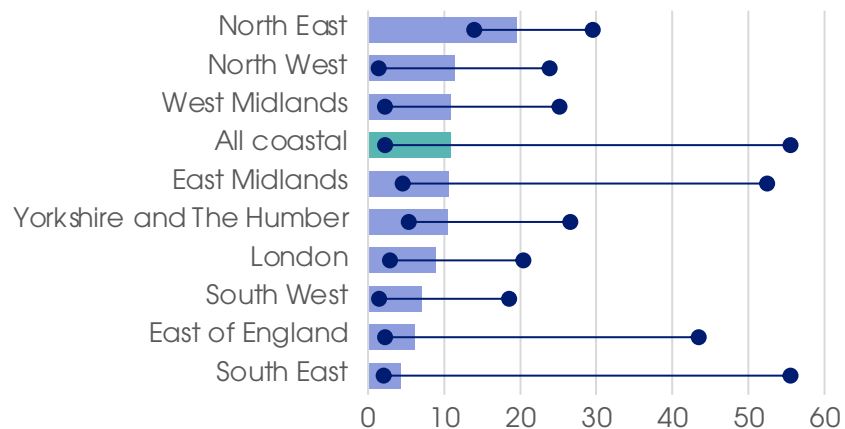 North East
North West
West Midlands
All coastal
East Midlands
Yorkshire and The Humber
London
South West
East of England
South East
0 10 20 30 40 50 60